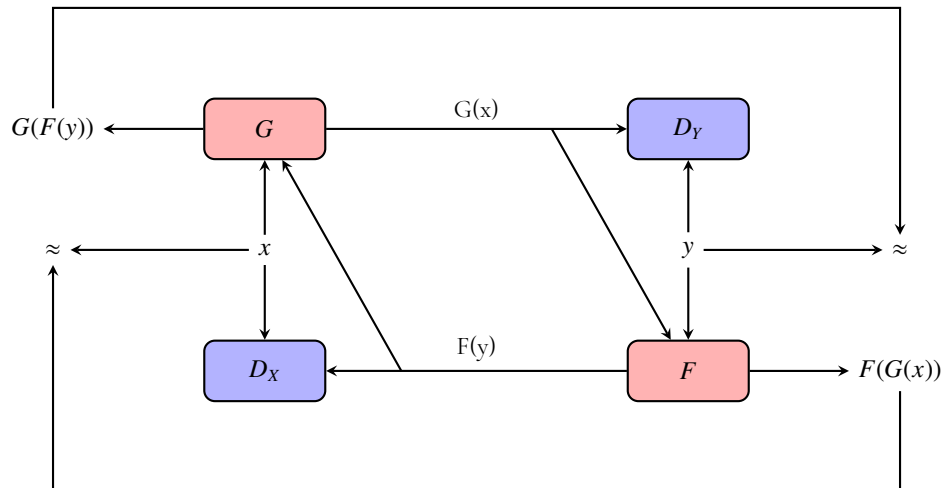 G(x)
G(F(y))
G
D_Y
≈
x
y
≈
F(y)
D_X
F
F(G(x))